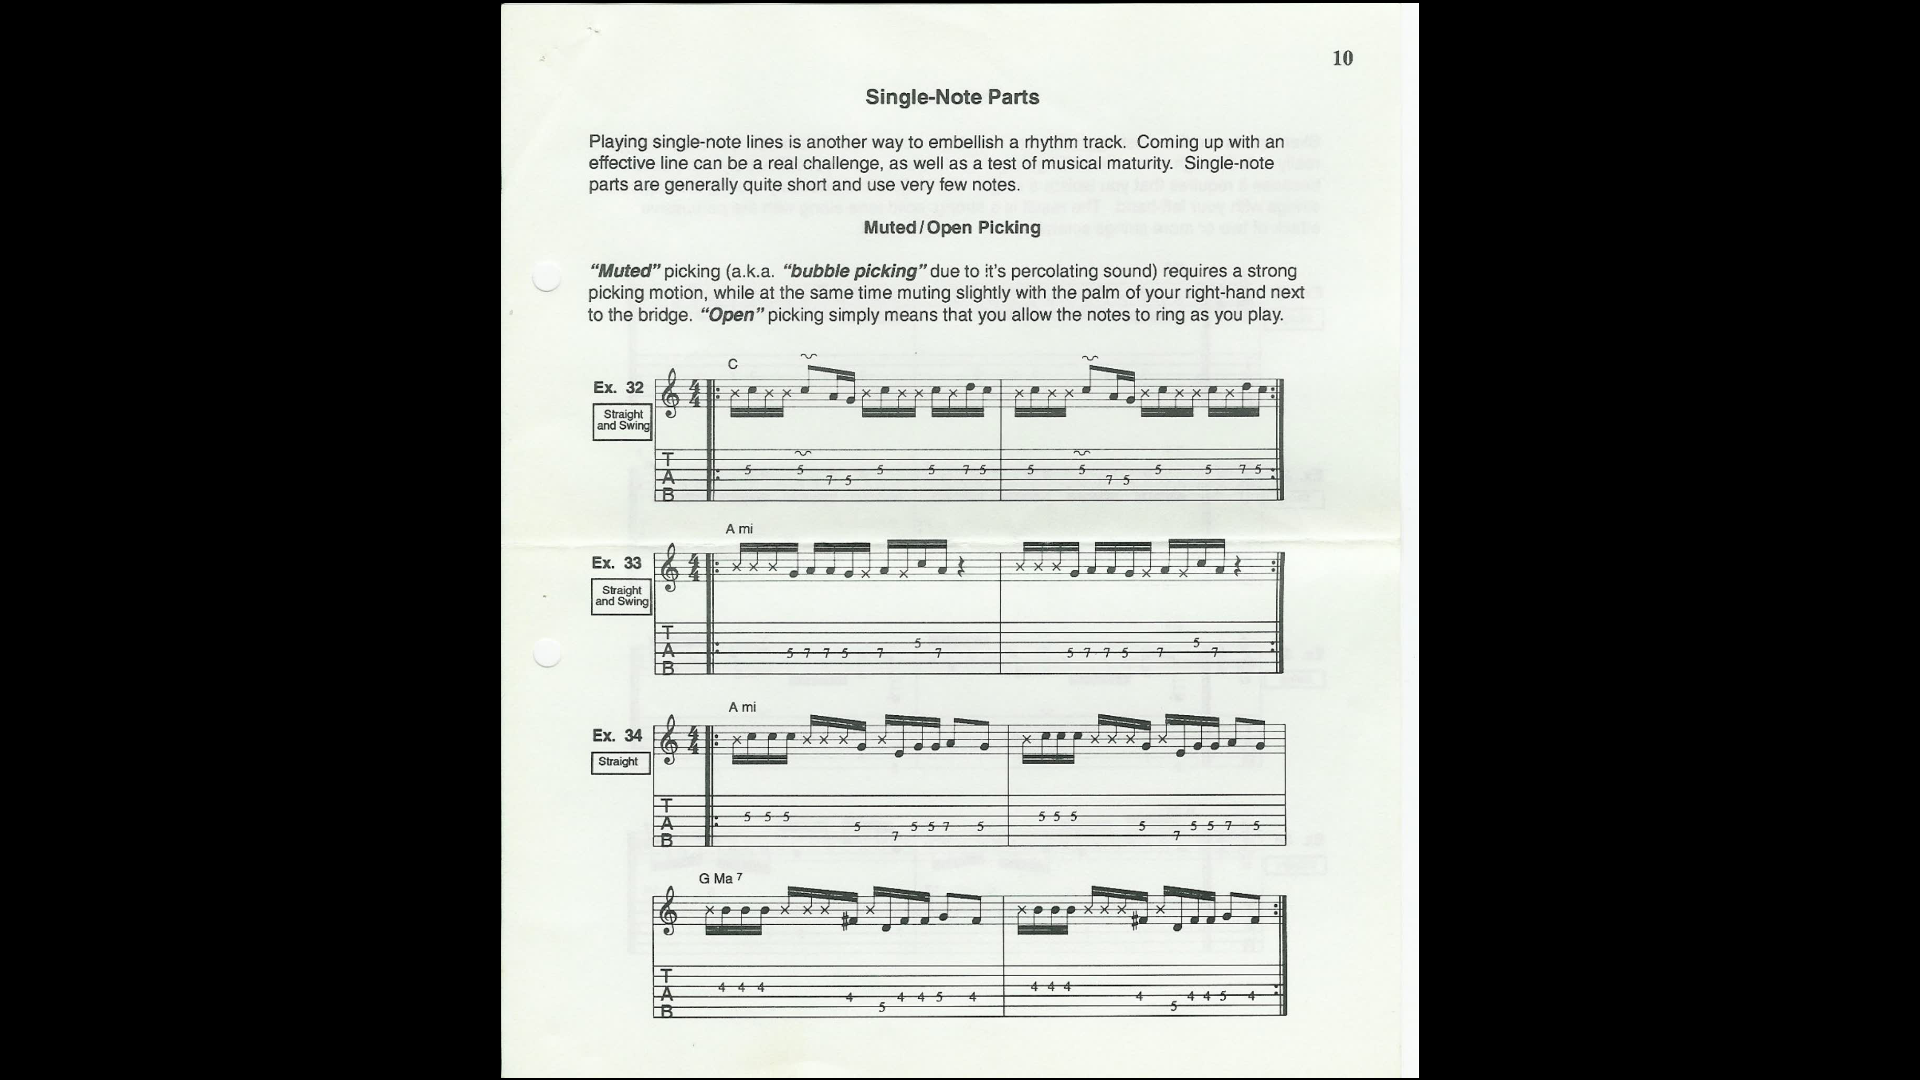 10
Single-Note Parts
Playing single-note lines is another way to embellish a rhythm track. Coming up with an
effective line can be a real challenge, as well as a test of musical maturity. Single-note
parts are generally quite short and use very few notes.
Muted/Open Picking
“Muted” picking (a.k.a. “bubble picking” due to it's percolating sound) requires a strong
picking motion, while at the same time muting slightly with the palm of your right-hand next
to the bridge. “Open” picking simply means that you allow the notes to ring as you play.
C
Ex. 32
4
4
Straight
and Swing
T
A
B
5 5 7 5 5 5 7 5 5 5 7 5 5 5 7 5
A mi
Ex. 33
4
4
Straight
and Swing
T
A
B
5 7 7 5 7 5 7 5 7 7 5 7 5 7
A mi
Ex. 34
4
4
Straight
T
A
B
5 5 5 5 7 5 5 7 5 5 5 5 5 7 5 5 7 5
G Ma 7
T
A
B
4 4 4 4 5 4 4 5 4 4 4 4 4 5 4 4 5 4